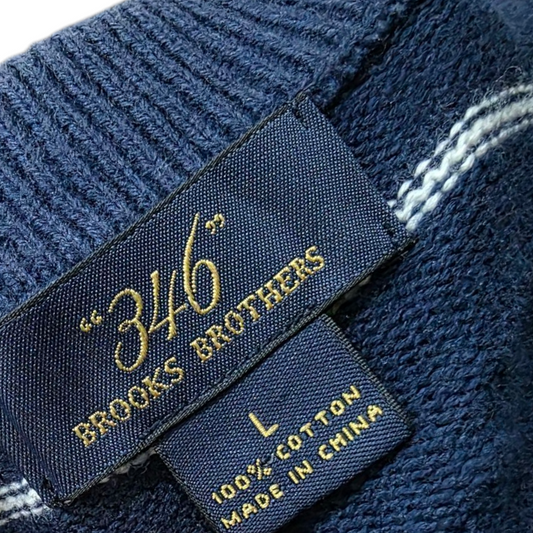 “346”
BROOKS BROTHERS
L
100% COTTON
MADE IN CHINA